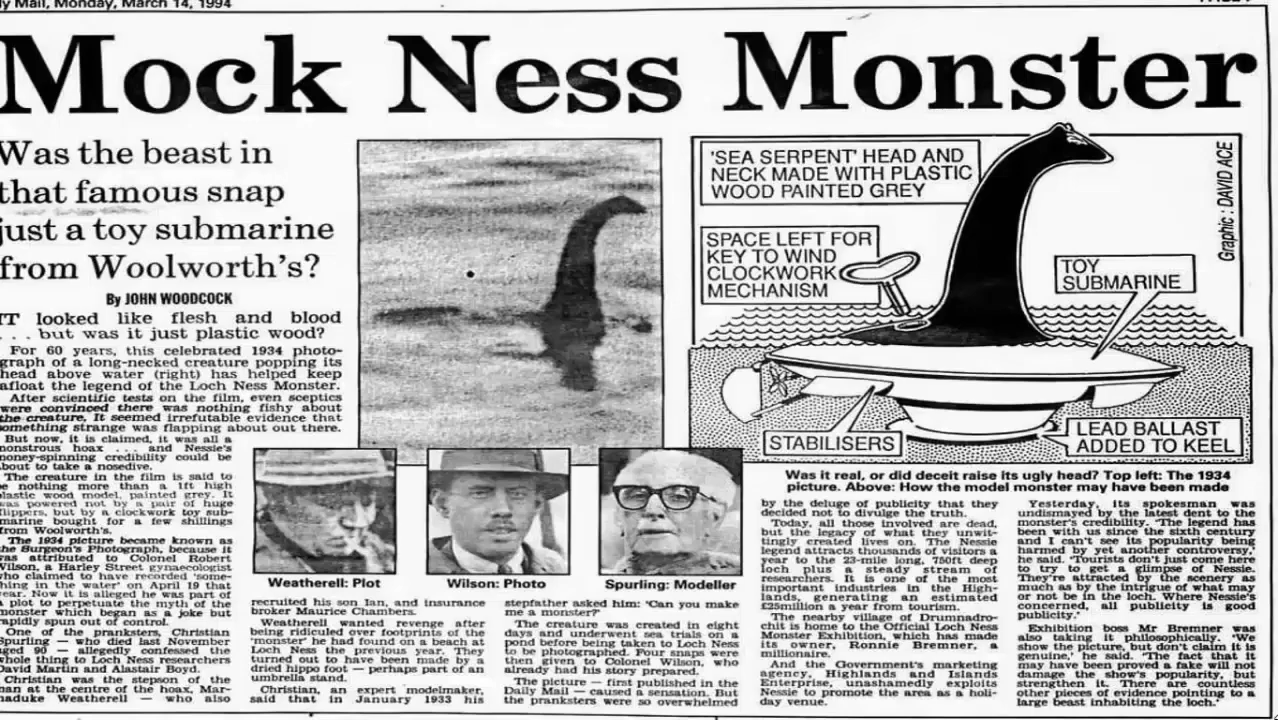 ly Mail, Monday, March 14, 1994
Mock Ness Monster
Was the beast in
that famous snap
just a toy submarine
from Woolworth's?
By JOHN WOODCOCK
IT looked like flesh and blood
. . . but was it just plastic wood?
For 60 years, this celebrated 1934 photo-
graph of a long-necked creature popping its
head above water (right) has helped keep
afloat the legend of the Loch Ness Monster.
After scientific tests on the film, even sceptics
were convinced there was nothing fishy about
the creature. It seemed irrefutable evidence that
something strange was flapping about out there.
But now, it is claimed, it was all a
monstrous hoax . . . and Nessie's
money-spinning credibility could be
about to take a nosedive.
The creature in the film is said to
be nothing more than a 1ft high
plastic wood model, painted grey. It
was powered not by a pair of huge
flippers, but by a clockwork toy sub-
marine bought for a few shillings
from Woolworth's.
The 1934 picture became known as
the Surgeon's Photograph, because it
was attributed to Colonel Robert
Wilson, a Harley Street gynaecologist
who claimed to have recorded 'some-
thing in the water' on April 19 that
year. Now it is alleged he was part of
a plot to perpetuate the myth of the
monster which began as a joke but
rapidly spun out of control.
One of the pranksters, Christian
Spurling — who died last November
aged 90 — allegedly confessed the
whole thing to Loch Ness researchers
David Martin and Alastair Boyd.
Christian was the stepson of the
man at the centre of the hoax, Mar-
maduke Weatherell — who also
Weatherell: Plot
Wilson: Photo
Spurling: Modeller
recruited his son Ian, and insurance
broker Maurice Chambers.
Weatherell wanted revenge after
being ridiculed over footprints of the
'monster' he had found on a beach at
Loch Ness the previous year. They
turned out to have been made by a
dried hippo foot — perhaps part of an
umbrella stand.
Christian, an expert modelmaker,
said that in January 1933 his
stepfather asked him: 'Can you make
me a monster?'
The creature was created in eight
days and underwent sea trials on a
pond before being taken to Loch Ness
to be photographed. Four snaps were
then given to Colonel Wilson, who
already had his story prepared.
The picture — first published in the
Daily Mail — caused a sensation. But
the pranksters were so overwhelmed
'SEA SERPENT' HEAD AND
NECK MADE WITH PLASTIC
WOOD PAINTED GREY
SPACE LEFT FOR
KEY TO WIND
CLOCKWORK
MECHANISM
TOY
SUBMARINE
STABILISERS
LEAD BALLAST
ADDED TO KEEL
Graphic: DAVID ACE
Was it real, or did deceit raise its ugly head? Top left: The 1934
picture. Above: How the model monster may have been made
by the deluge of publicity that they
decided not to divulge the truth.
Today, all those involved are dead,
but the legacy of what they unwit-
tingly created lives on. The Nessie
legend attracts thousands of visitors a
year to the 23-mile long, 750ft deep
loch plus a steady stream of
researchers. It is one of the most
important industries in the High-
lands, generating an estimated
£25million a year from tourism.
The nearby village of Drumnadro-
chit is home to the Official Loch Ness
Monster Exhibition, which has made
its owner, Ronnie Bremner, a
millionaire.
And the Government's marketing
agency, Highlands and Islands
Enterprise, unashamedly exploits
Nessie to promote the area as a holi-
day venue.
Yesterday, its spokesman was
undismayed by the latest dent to the
monster's credibility. 'The legend has
been with us since the sixth century
and I can't see its popularity being
harmed by yet another controversy,'
he said. 'Tourists don't just come here
to try to get a glimpse of Nessie.
They're attracted by the scenery as
much as by the intrigue of what may
or not be in the loch. Where Nessie's
concerned, all publicity is good
publicity.'
Exhibition boss Mr Bremner was
also taking it philosophically. 'We
show the picture, but don't claim it is
genuine,' he said. 'The fact that it
may have been proved a fake will not
damage the show's popularity, but
strengthen it. There are countless
other pieces of evidence pointing to a
large beast inhabiting the loch.'